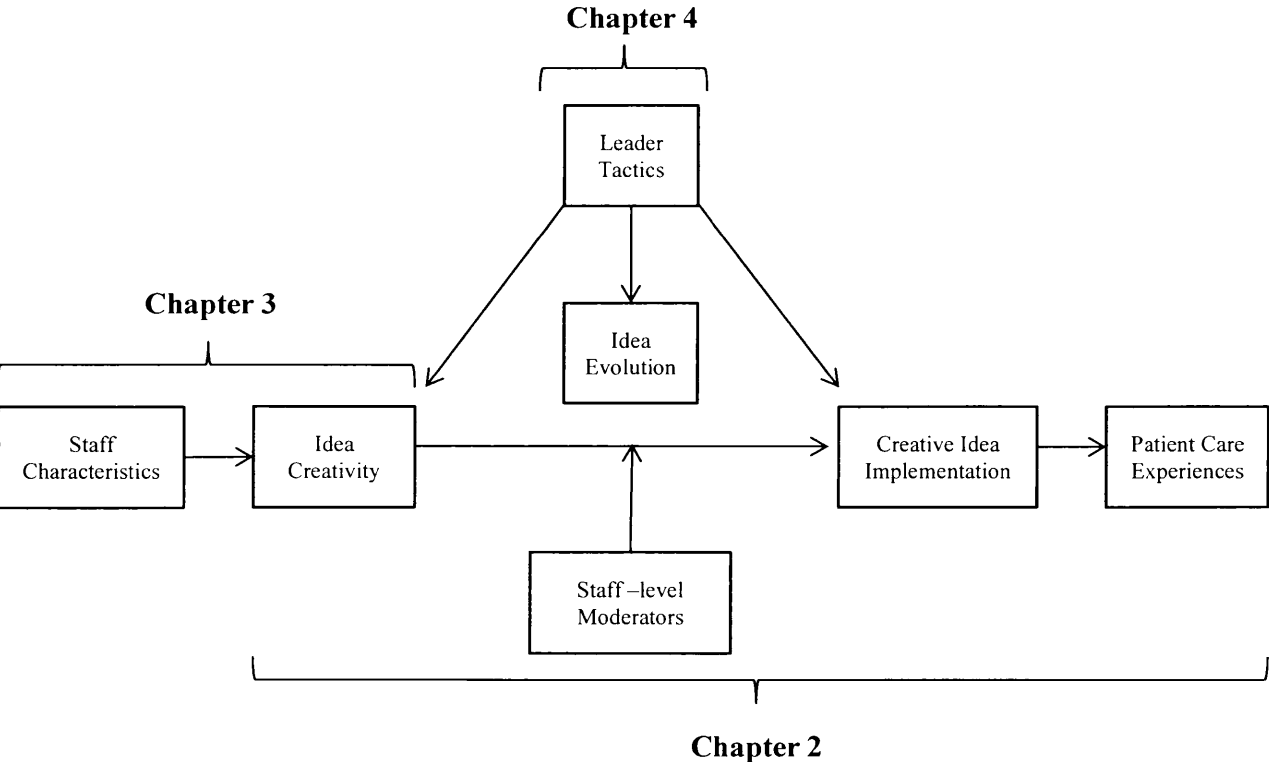 Chapter 4
Leader
Tactics
Chapter 3
Idea
Evolution
Staff
Characteristics
Idea
Creativity
Creative Idea
Implementation
Patient Care
Experiences
Staff–level
Moderators
Chapter 2